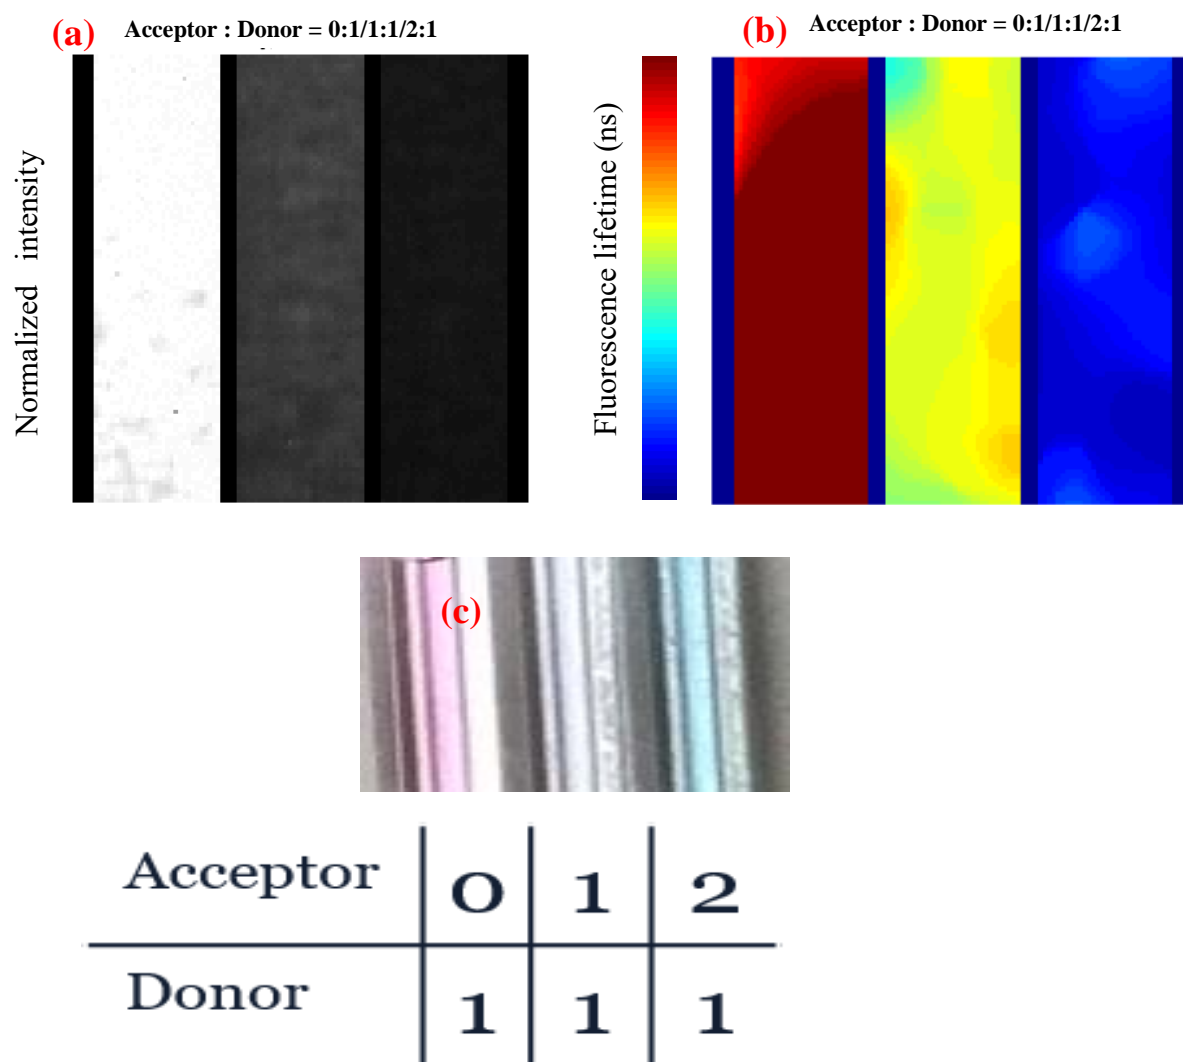 (a) Acceptor : Donor = 0:1/1:1/2:1
(b) Acceptor : Donor = 0:1/1:1/2:1
Normalized intensity
Fluorescence lifetime (ns)
(c)
Acceptor 0 1 2
Donor 1 1 1